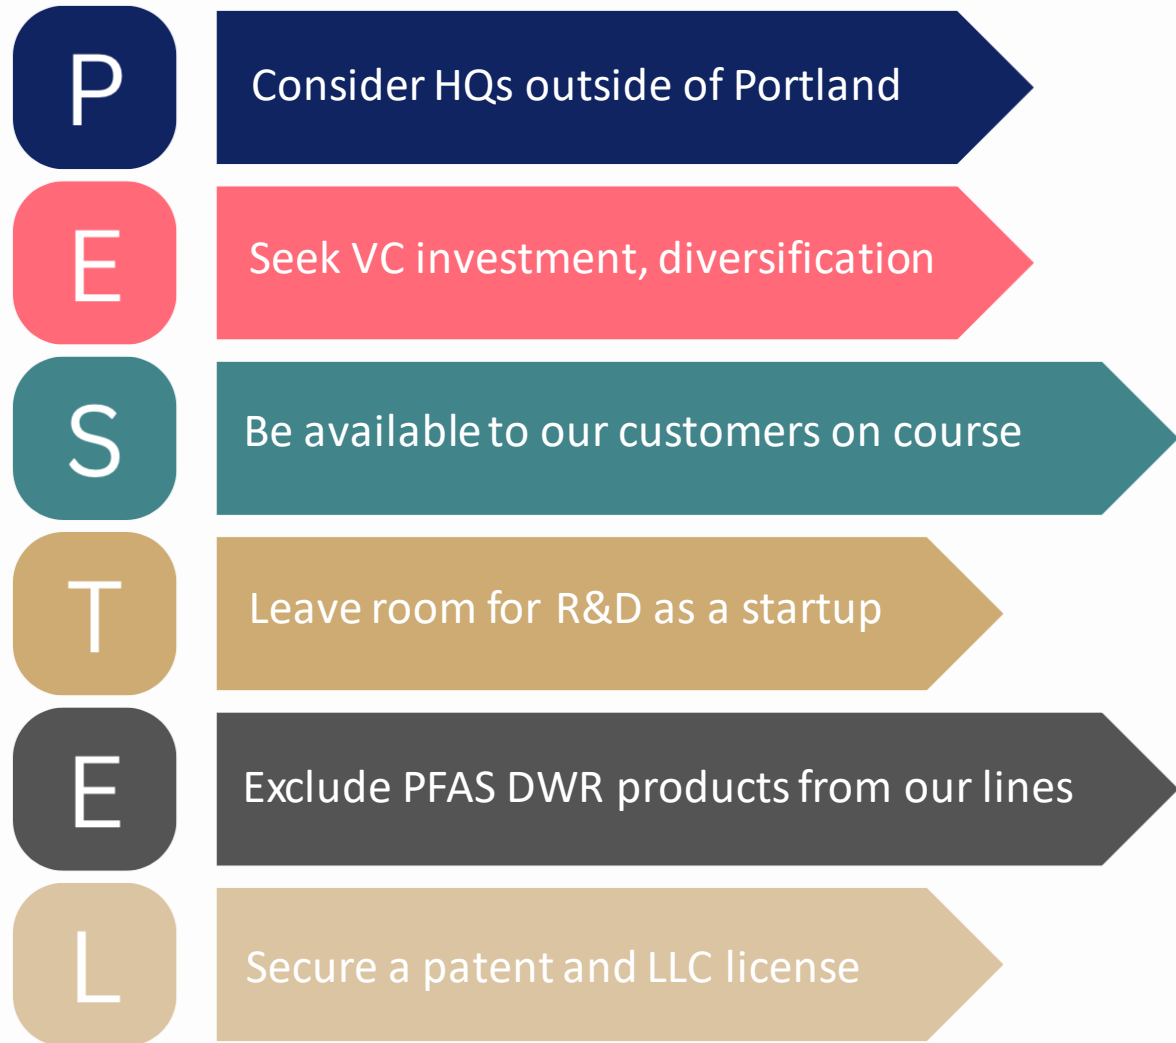 P
Consider HQs outside of Portland
E
Seek VC investment, diversification
S
Be available to our customers on course
T
Leave room for R&D as a startup
E
Exclude PFAS DWR products from our lines
L
Secure a patent and LLC license